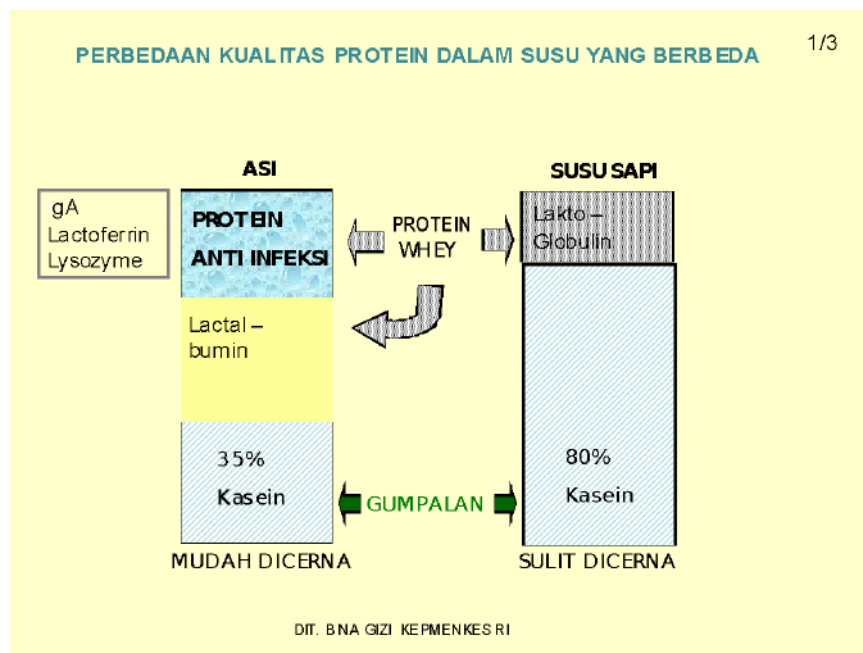 PERBEDAAN KUALITAS PROTEIN DALAM SUSU YANG BERBEDA
1/3
ASI
SUSU SAPI
gA
Lactoferrin
Lysozyme
PROTEIN
ANTI INFEKSI
PROTEIN
WHEY
Lakto –
Globulin
Lactal –
bumin
35%
Kasein
80%
Kasein
GUMPALAN
MUDAH DICERNA
SULIT DICERNA
DIT. BINA GIZI KEPMENKES RI